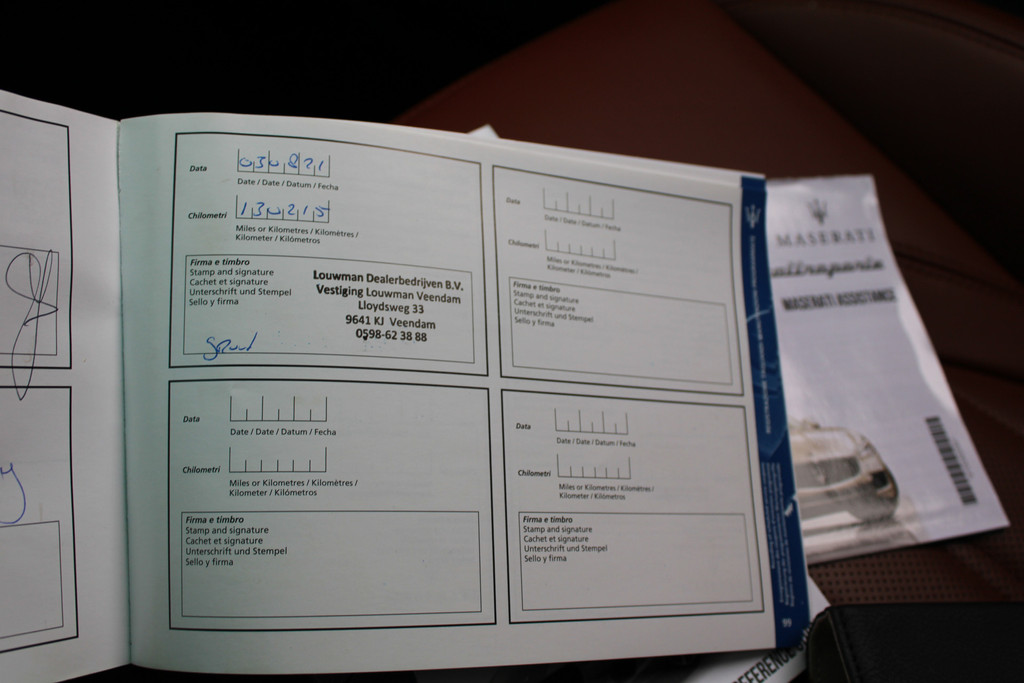 Data
030821
Date / Date / Datum / Fecha
Chilometri
130215
Miles or Kilometres / Kilomètres /
Kilometer / Kilómetros
Firma e timbro
Stamp and signature
Cachet et signature
Unterschrift und Stempel
Sello y firma
Louwman Dealerbedrijven B.V.
Vestiging Louwman Veendam
Lloydsweg 33
9641 KJ Veendam
0598-62 38 88
Data
Date / Date / Datum / Fecha
Chilometri
Miles or Kilometres / Kilomètres /
Kilometer / Kilómetros
Firma e timbro
Stamp and signature
Cachet et signature
Unterschrift und Stempel
Sello y firma
Data
Date / Date / Datum / Fecha
Chilometri
Miles or Kilometres / Kilomètres /
Kilometer / Kilómetros
Firma e timbro
Stamp and signature
Cachet et signature
Unterschrift und Stempel
Sello y firma
Data
Date / Date / Datum / Fecha
Chilometri
Miles or Kilometres / Kilomètres /
Kilometer / Kilómetros
Firma e timbro
Stamp and signature
Cachet et signature
Unterschrift und Stempel
Sello y firma
99
MASERATI
uattroporte
MASERATI ASSISTANCE